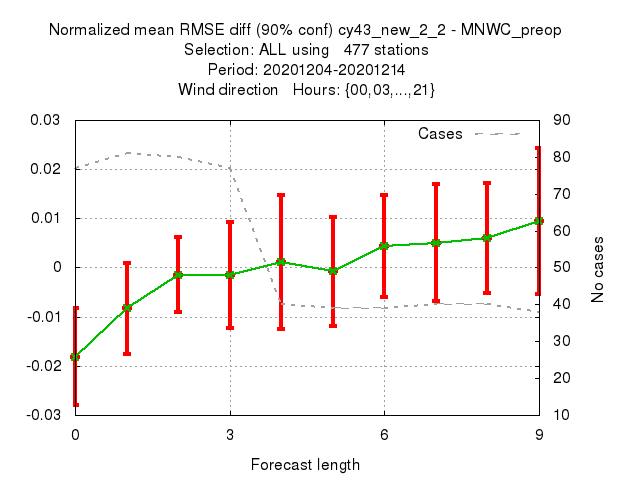 Normalized mean RMSE diff (90% conf) cy43_new_2_2 - MNWC_preop
Selection: ALL using 477 stations
Period: 20201204-20201214
Wind direction Hours: {00,03,...,21}
0.03
0.02
0.01
0
-0.01
-0.02
-0.03
Cases
90
80
70
60
50
40
30
20
10
No cases
0 3 6 9
Forecast length